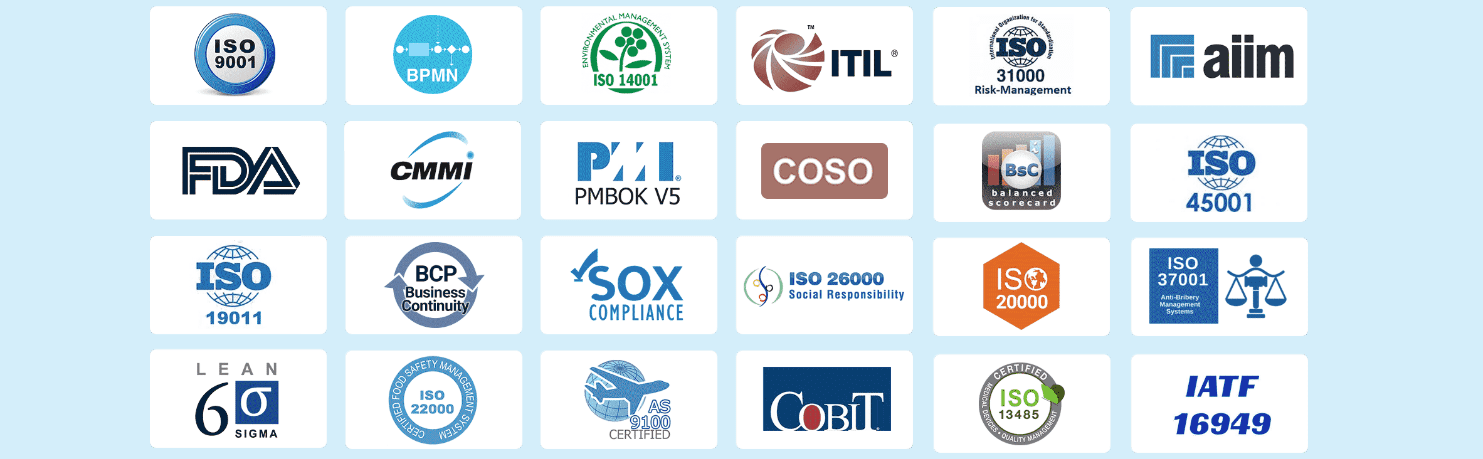 ISO
9001
BPMN
ENVIRONMENTAL MANAGEMENT SYSTEM
ISO 14001
ITIL®
™
International Organization for Standardization
ISO
31000
Risk-Management
aiim
FDA
CMMi
PMI®
PMBOK V5
COSO
BSC
balanced
scorecard
ISO
45001
ISO
19011
BCP
Business
Continuity
SOX
COMPLIANCE
ISO 26000
Social Responsibility
ISO
20000
ISO
37001
Anti-Bribery
Management
Systems
LEAN
6σ
SIGMA
CERTIFIED FOOD SAFETY MANAGEMENT SYSTEM
ISO
22000
AS
9100
CERTIFIED
COBIT
CERTIFIED
ISO
13485
MEDICAL DEVICES • QUALITY MANAGEMENT
IATF
16949